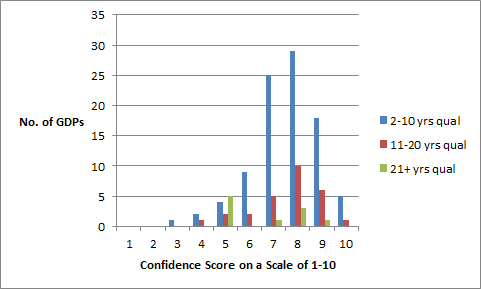 35
30
25
20
15
10
5
0
No. of GDPs
1 2 3 4 5 6 7 8 9 10
Confidence Score on a Scale of 1-10
2-10 yrs qual
11-20 yrs qual
21+ yrs qual